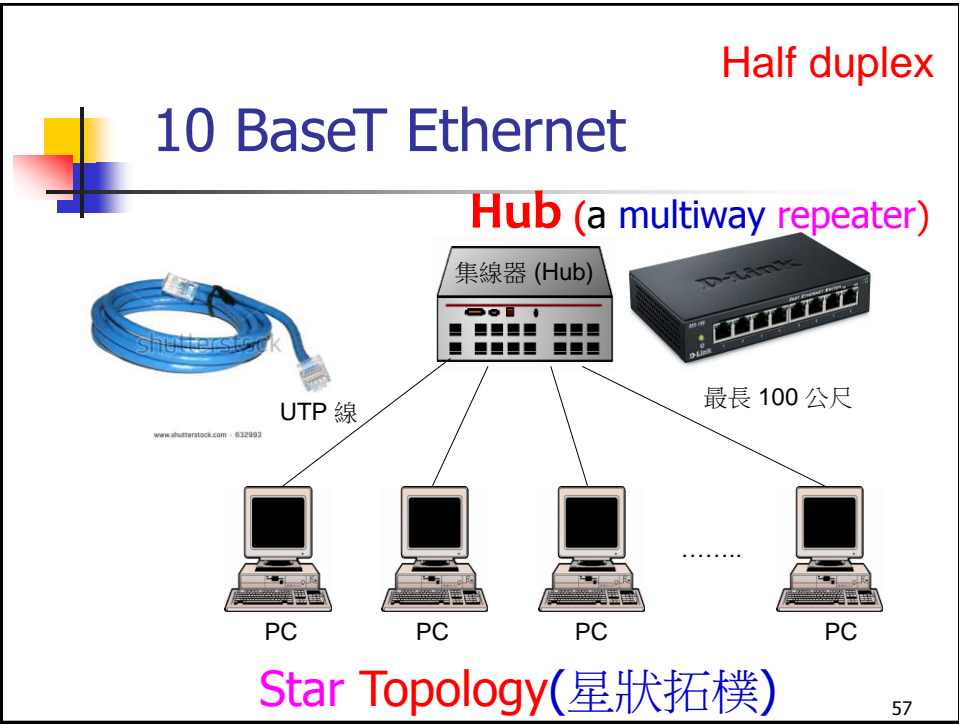 Half duplex
10 BaseT Ethernet
Hub (a multiway repeater)
集線器 (Hub)
D-Link
D-Link
shutterstock
UTP 線
最長 100 公尺
www.shutterstock.com · 632993
........
PC PC PC PC
Star Topology(星狀拓樸)
57